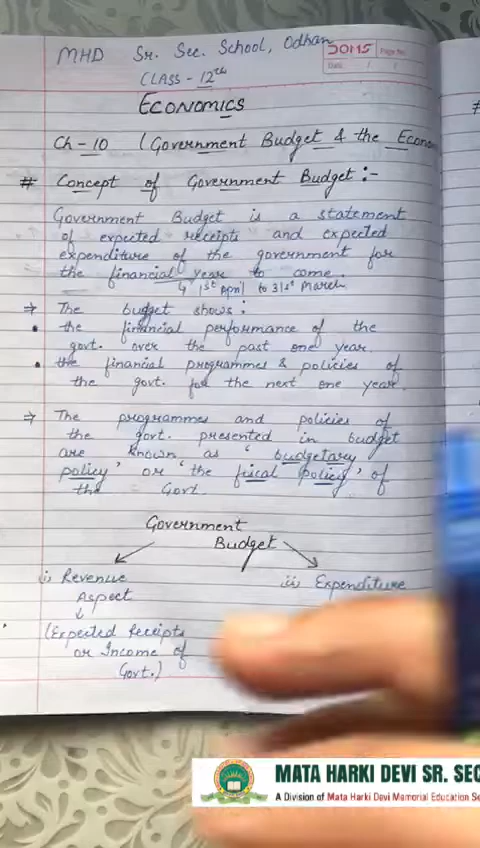 MHD Sr. Sec. School, Odhan
DOMS Page No.
Date / /
CLASS - 12th
ECONOMICS
Ch - 10 (Government Budget & the Econo
# Concept of Government Budget :-
Government Budget is a statement
of expected receipts and expected
expenditure of the government for
the financial year to come.
↳ 1st April to 31st March
⇒ The budget shows :
• the financial performance of the
govt. over the past one year.
• the financial programmes & policies of
the govt. for the next one year.
⇒ The programmes and policies of
the govt. presented in budget
are known as ' budgetary
policy' or 'the fiscal policy' of
the Govt.
Government
Budget
i) Revenue
Aspect
ii) Expenditure
(Expected Receipts
or Income of
Govt.)
MATA HARKI DEVI SR. SEC
A Division of Mata Harki Devi Memorial Education Se